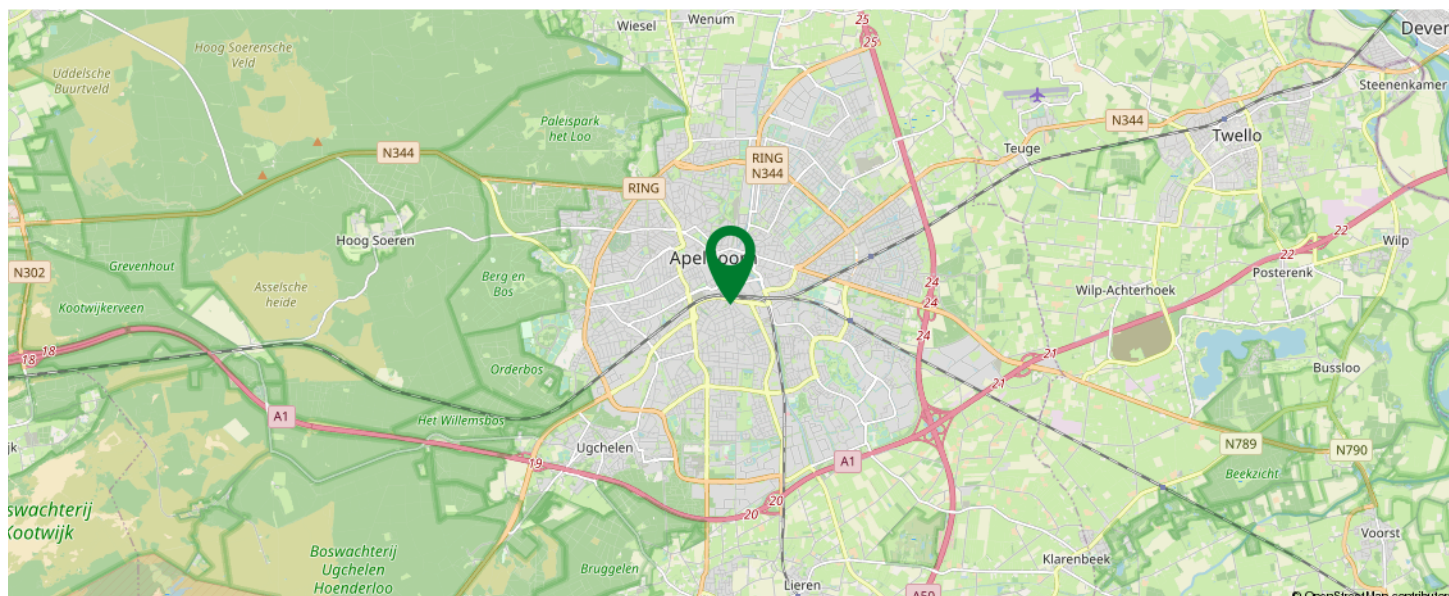 25
Wiesel
Wenum
25
Deven
Hoog Soerensche
Veld
Uddelsche
Buurtveld
Steenenkamer
Paleispark
het Loo
N344
Twello
Teuge
N344
RING
N344
RING
Hoog Soeren
22
Wilp
22
Posterenk
Grevenhout
N302
Berg en
Bos
Asselsche
heide
24
24
Wilp-Achterhoek
Kootwijkerveen
24
18
18
21
21
Orderbos
Bussloo
A1
Het Willemsbos
Ugchelen
N789
N790
19
A1
Beekzicht
20
20
swachterij
Kootwijk
Voorst
Boswachterij
Ugchelen
Hoenderloo
Klarenbeek
Bruggelen
Lieren
A50
© OpenStreetMap contributors